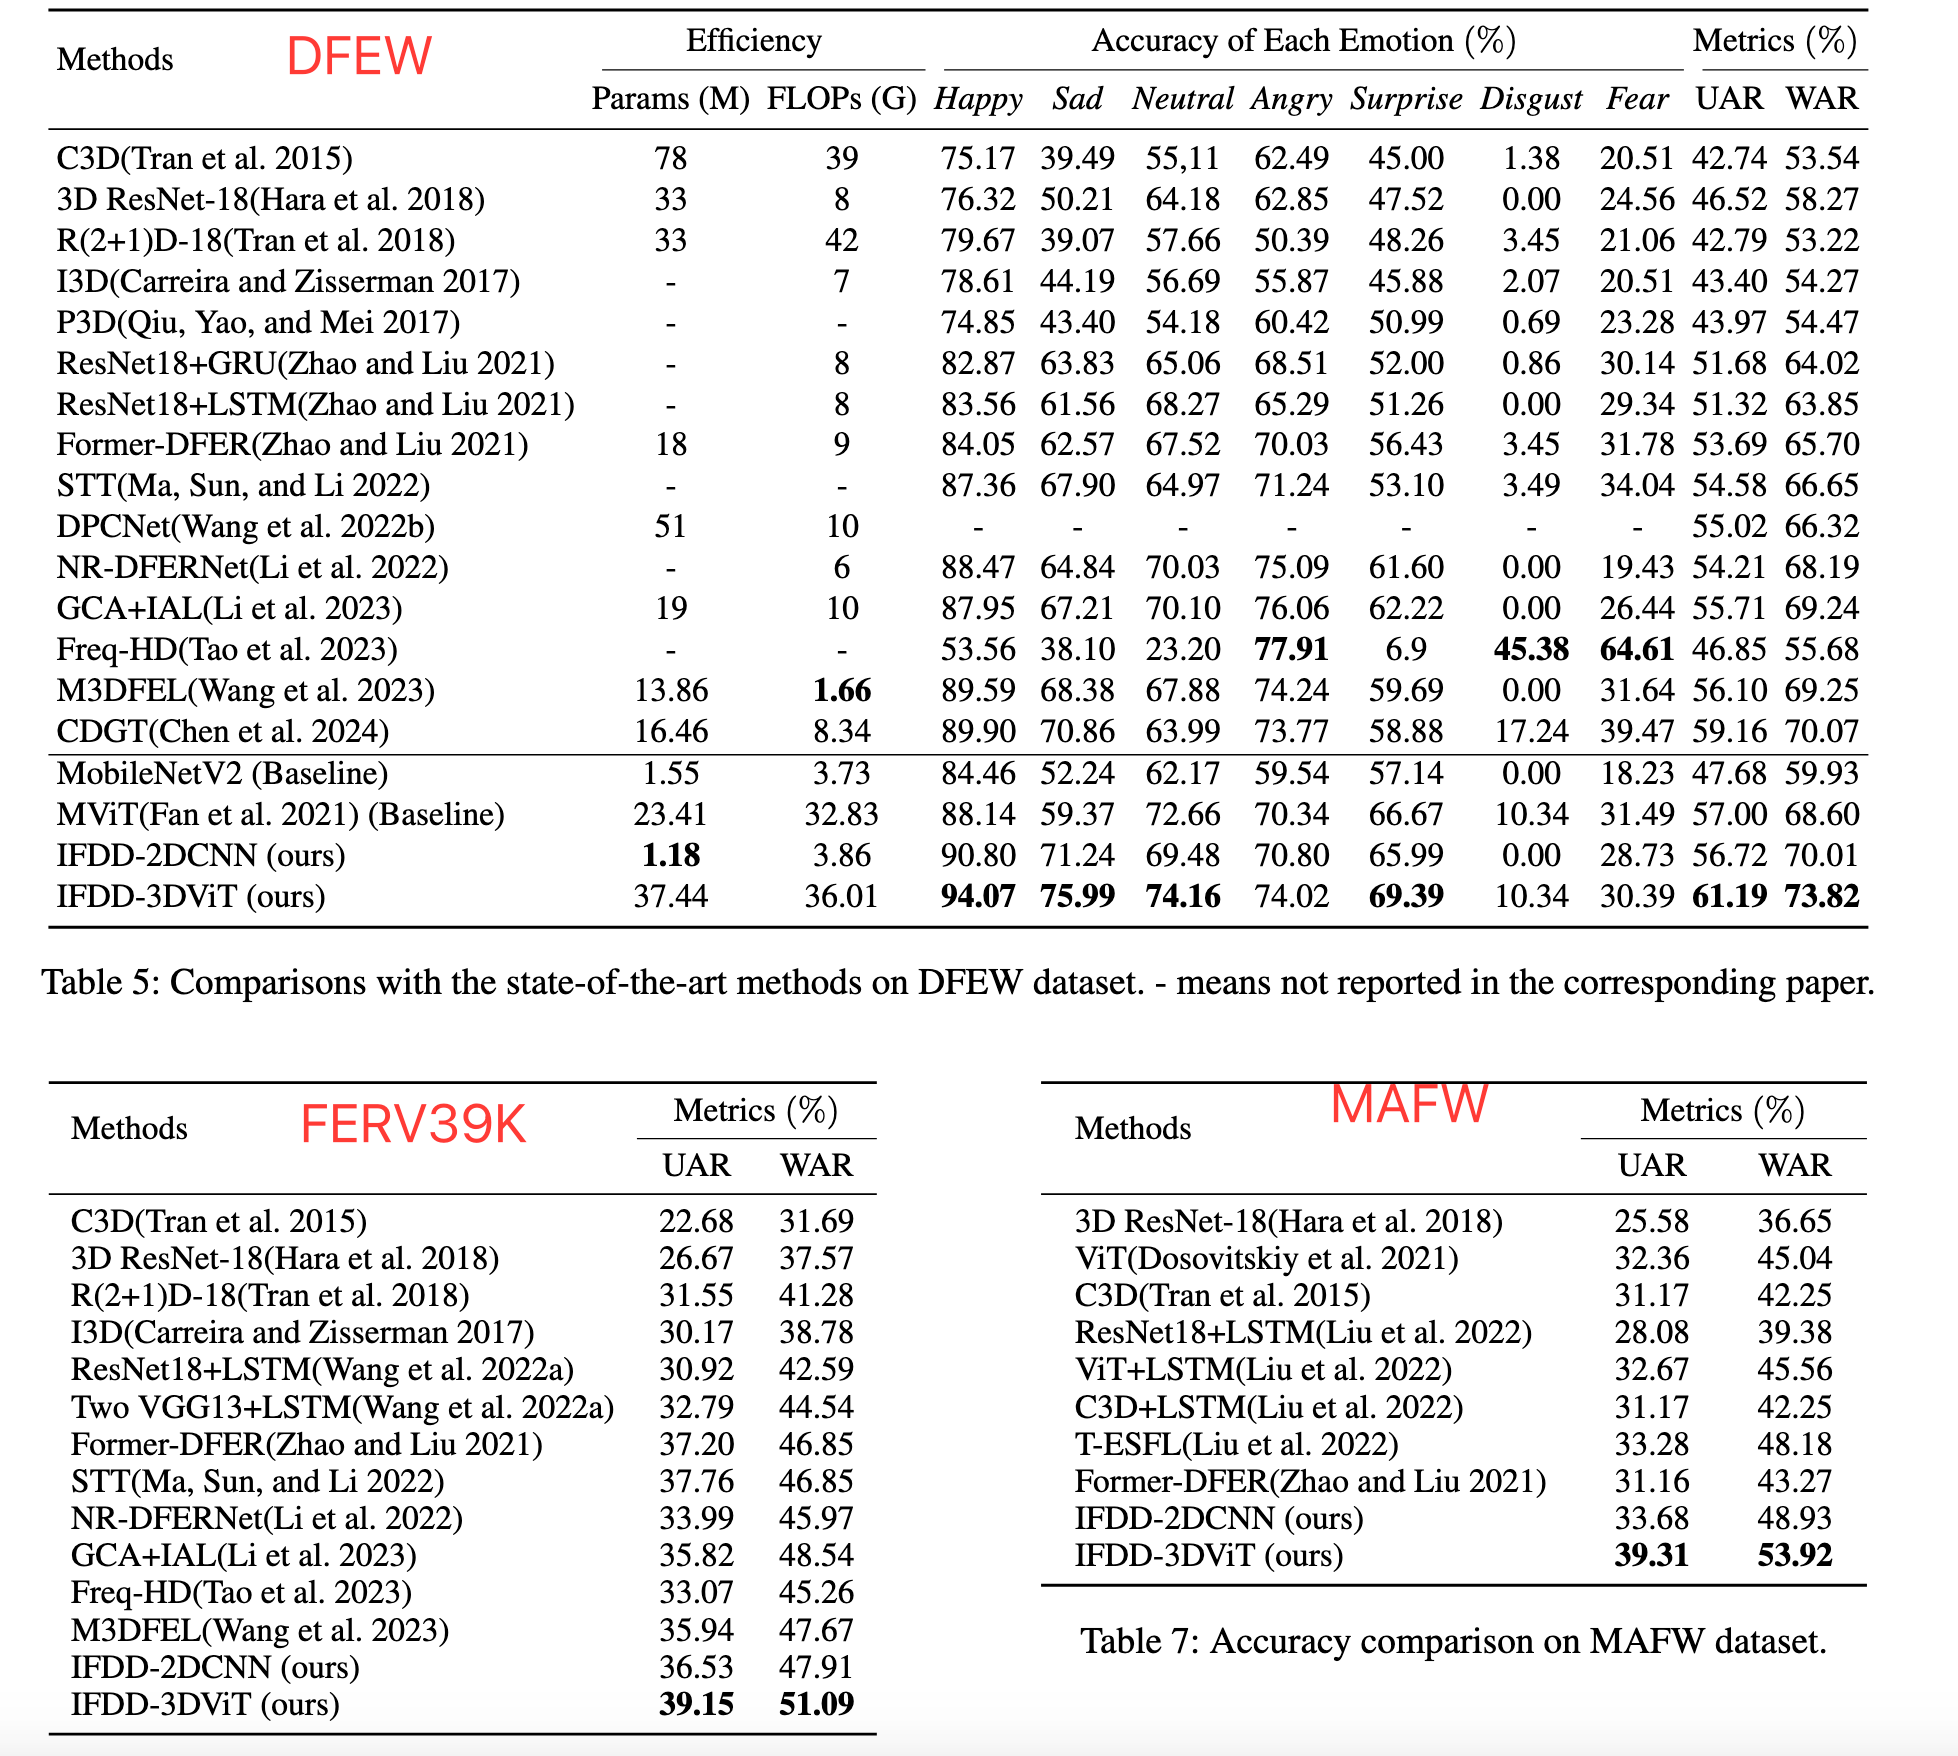 Methods DFEW Efficiency Accuracy of Each Emotion (%) Metrics (%)
Params (M) FLOPs (G) Happy Sad Neutral Angry Surprise Disgust Fear UAR WAR
C3D(Tran et al. 2015) 78 39 75.17 39.49 55,11 62.49 45.00 1.38 20.51 42.74 53.54
3D ResNet-18(Hara et al. 2018) 33 8 76.32 50.21 64.18 62.85 47.52 0.00 24.56 46.52 58.27
R(2+1)D-18(Tran et al. 2018) 33 42 79.67 39.07 57.66 50.39 48.26 3.45 21.06 42.79 53.22
I3D(Carreira and Zisserman 2017) - 7 78.61 44.19 56.69 55.87 45.88 2.07 20.51 43.40 54.27
P3D(Qiu, Yao, and Mei 2017) - - 74.85 43.40 54.18 60.42 50.99 0.69 23.28 43.97 54.47
ResNet18+GRU(Zhao and Liu 2021) - 8 82.87 63.83 65.06 68.51 52.00 0.86 30.14 51.68 64.02
ResNet18+LSTM(Zhao and Liu 2021) - 8 83.56 61.56 68.27 65.29 51.26 0.00 29.34 51.32 63.85
Former-DFER(Zhao and Liu 2021) 18 9 84.05 62.57 67.52 70.03 56.43 3.45 31.78 53.69 65.70
STT(Ma, Sun, and Li 2022) - - 87.36 67.90 64.97 71.24 53.10 3.49 34.04 54.58 66.65
DPCNet(Wang et al. 2022b) 51 10 - - - - - - - 55.02 66.32
NR-DFERNet(Li et al. 2022) - 6 88.47 64.84 70.03 75.09 61.60 0.00 19.43 54.21 68.19
GCA+IAL(Li et al. 2023) 19 10 87.95 67.21 70.10 76.06 62.22 0.00 26.44 55.71 69.24
Freq-HD(Tao et al. 2023) - - 53.56 38.10 23.20 77.91 6.9 45.38 64.61 46.85 55.68
M3DFEL(Wang et al. 2023) 13.86 1.66 89.59 68.38 67.88 74.24 59.69 0.00 31.64 56.10 69.25
CDGT(Chen et al. 2024) 16.46 8.34 89.90 70.86 63.99 73.77 58.88 17.24 39.47 59.16 70.07
MobileNetV2 (Baseline) 1.55 3.73 84.46 52.24 62.17 59.54 57.14 0.00 18.23 47.68 59.93
MViT(Fan et al. 2021) (Baseline) 23.41 32.83 88.14 59.37 72.66 70.34 66.67 10.34 31.49 57.00 68.60
IFDD-2DCNN (ours) 1.18 3.86 90.80 71.24 69.48 70.80 65.99 0.00 28.73 56.72 70.01
IFDD-3DViT (ours) 37.44 36.01 94.07 75.99 74.16 74.02 69.39 10.34 30.39 61.19 73.82
Table 5: Comparisons with the state-of-the-art methods on DFEW dataset. - means not reported in the corresponding paper.
Methods FERV39K Metrics (%)
UAR WAR
C3D(Tran et al. 2015) 22.68 31.69
3D ResNet-18(Hara et al. 2018) 26.67 37.57
R(2+1)D-18(Tran et al. 2018) 31.55 41.28
I3D(Carreira and Zisserman 2017) 30.17 38.78
ResNet18+LSTM(Wang et al. 2022a) 30.92 42.59
Two VGG13+LSTM(Wang et al. 2022a) 32.79 44.54
Former-DFER(Zhao and Liu 2021) 37.20 46.85
STT(Ma, Sun, and Li 2022) 37.76 46.85
NR-DFERNet(Li et al. 2022) 33.99 45.97
GCA+IAL(Li et al. 2023) 35.82 48.54
Freq-HD(Tao et al. 2023) 33.07 45.26
M3DFEL(Wang et al. 2023) 35.94 47.67
IFDD-2DCNN (ours) 36.53 47.91
IFDD-3DViT (ours) 39.15 51.09
Methods MAFW Metrics (%)
UAR WAR
3D ResNet-18(Hara et al. 2018) 25.58 36.65
ViT(Dosovitskiy et al. 2021) 32.36 45.04
C3D(Tran et al. 2015) 31.17 42.25
ResNet18+LSTM(Liu et al. 2022) 28.08 39.38
ViT+LSTM(Liu et al. 2022) 32.67 45.56
C3D+LSTM(Liu et al. 2022) 31.17 42.25
T-ESFL(Liu et al. 2022) 33.28 48.18
Former-DFER(Zhao and Liu 2021) 31.16 43.27
IFDD-2DCNN (ours) 33.68 48.93
IFDD-3DViT (ours) 39.31 53.92
Table 7: Accuracy comparison on MAFW dataset.